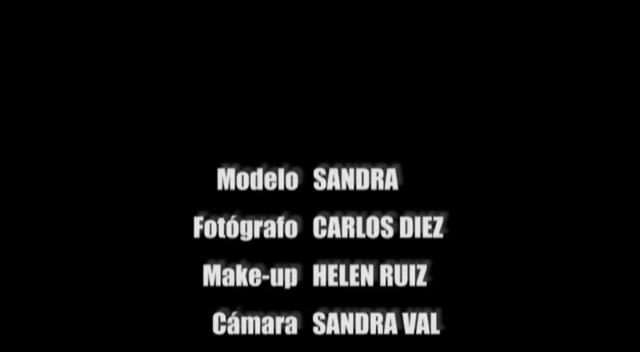 Modelo SANDRA
Fotógrafo CARLOS DIEZ
Make-up HELEN RUIZ
Cámara SANDRA VAL